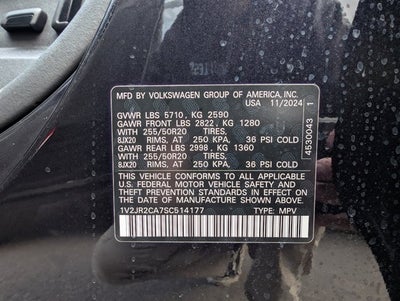 MFD BY VOLKSWAGEN GROUP OF AMERICA, INC.
USA 11/2024
GVWR LBS 5710, KG 2590
GAWR FRONT LBS 2822, KG 1280
WITH 255/50R20 TIRES,
8JX20 RIMS, AT 250 KPA, 36 PSI COLD
GAWR REAR LBS 2998, KG 1360
WITH 255/50R20 TIRES,
8JX20 RIMS, AT 250 KPA, 36 PSI COLD
THIS VEHICLE CONFORMS TO ALL APPLICABLE
U.S. FEDERAL MOTOR VEHICLE SAFETY AND
THEFT PREVENTION STANDARDS IN EFFECT ON
THE DATE OF MANUFACTURE SHOWN ABOVE.
1V2JR2CA7SC514177 TYPE: MPV
4530043 1